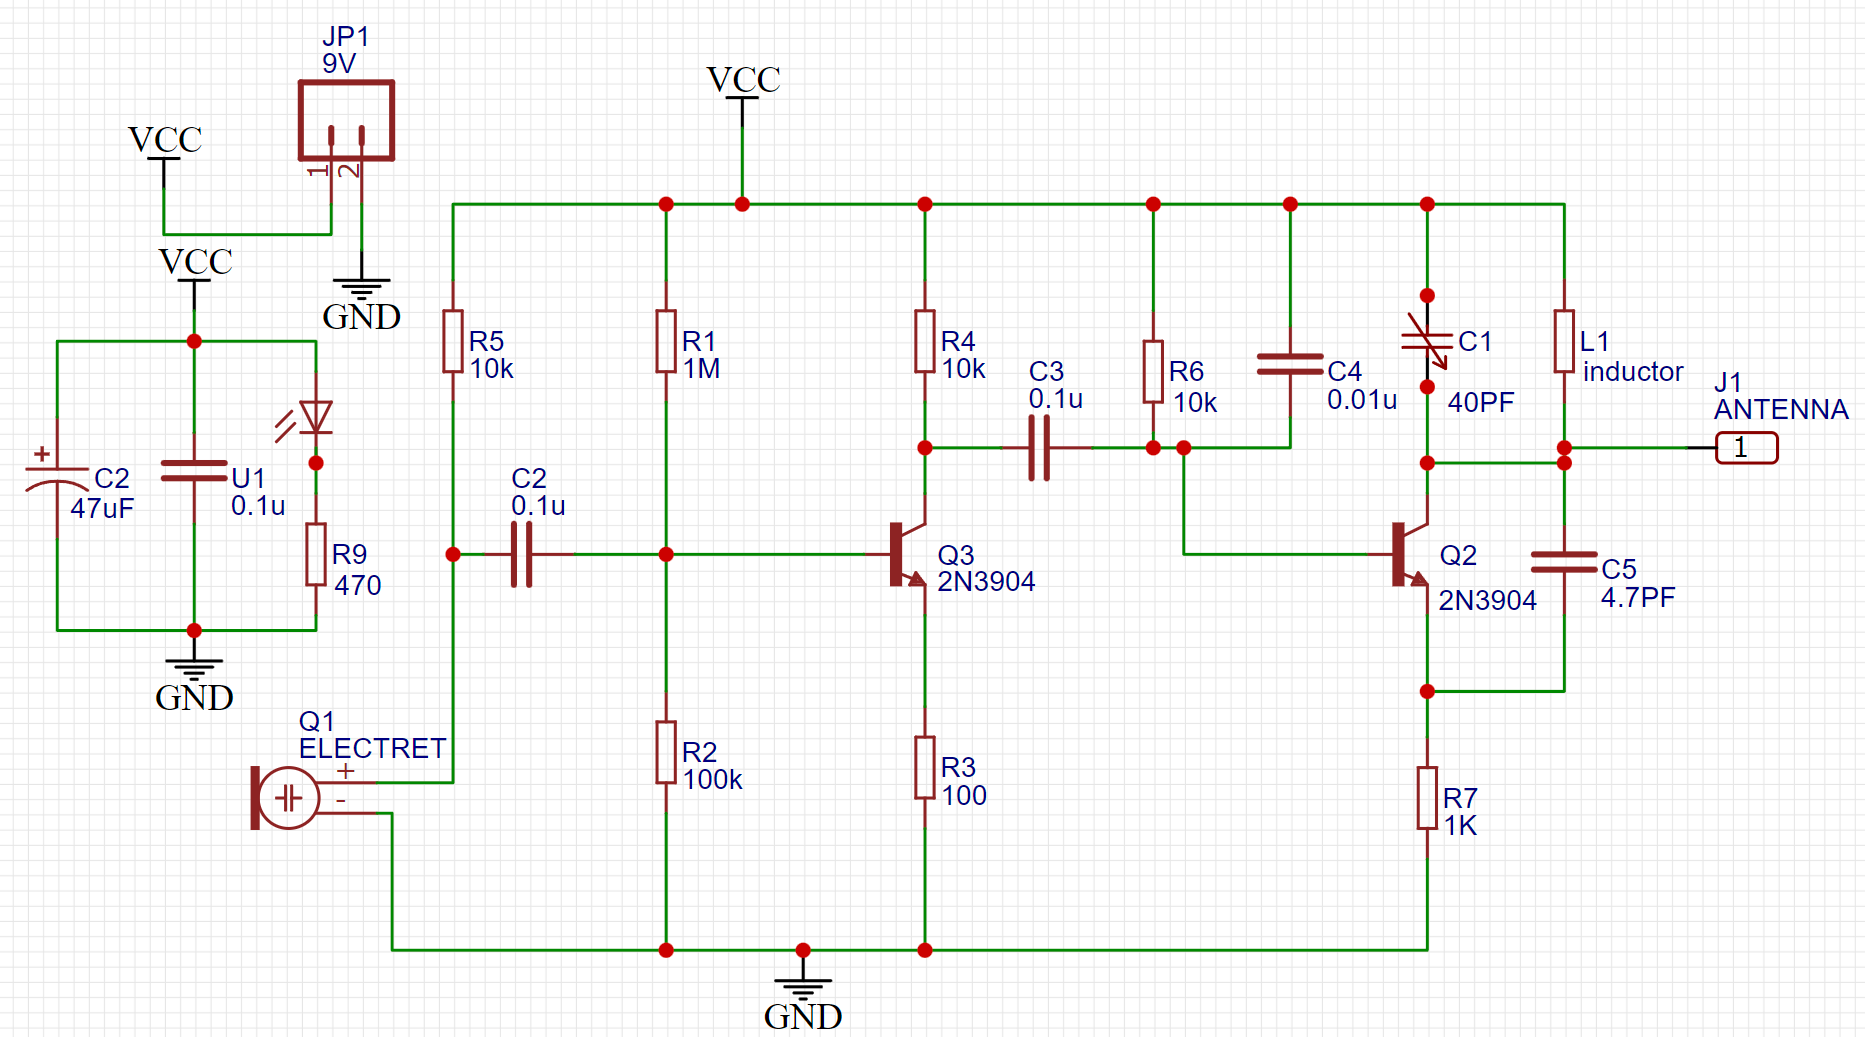 JP1
9V
VCC
1
2
VCC
GND
VCC
R5
10k
R1
1M
R4
10k
C3
0.1u
R6
10k
C4
0.01u
C1
40PF
L1
inductor
J1
ANTENNA
1
+
C2
47uF
U1
0.1u
R9
470
GND
C2
0.1u
Q3
2N3904
Q2
2N3904
C5
4.7PF
Q1
ELECTRET
+
-
R2
100k
R3
100
R7
1K
GND